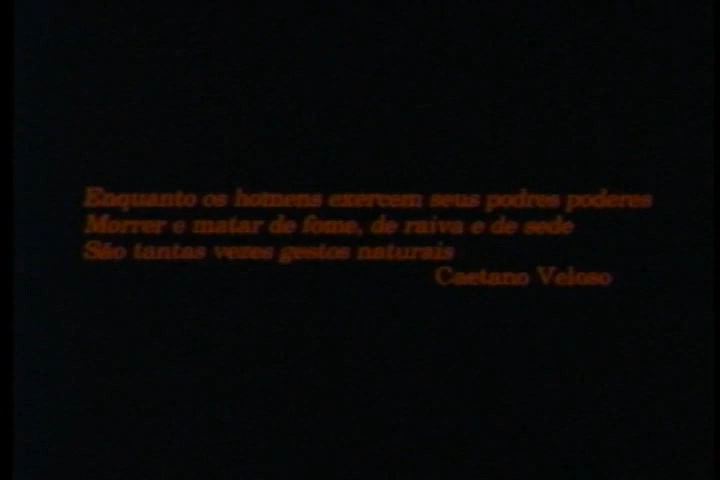 Enquanto os homens exercem seus podres poderes
Morrer e matar de fome, de raiva e de sede
São tantas vezes gestos naturais
Caetano Veloso